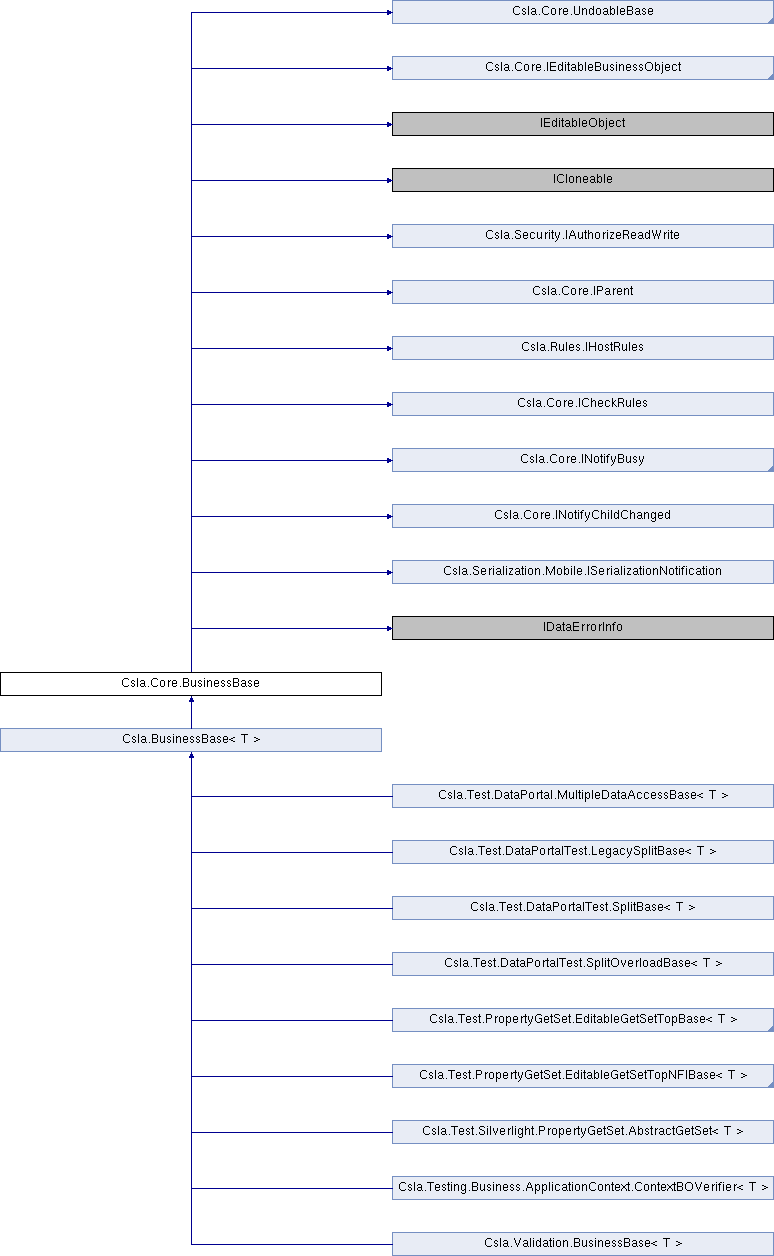 Csla.Core.UndoableBase
Csla.Core.IEditableBusinessObject
IEditableObject
ICloneable
Csla.Security.IAuthorizeReadWrite
Csla.Core.IParent
Csla.Rules.IHostRules
Csla.Core.ICheckRules
Csla.Core.INotifyBusy
Csla.Core.INotifyChildChanged
Csla.Serialization.Mobile.ISerializationNotification
IDataErrorInfo
Csla.Core.BusinessBase
Csla.BusinessBase< T >
Csla.Test.DataPortal.MultipleDataAccessBase< T >
Csla.Test.DataPortalTest.LegacySplitBase< T >
Csla.Test.DataPortalTest.SplitBase< T >
Csla.Test.DataPortalTest.SplitOverloadBase< T >
Csla.Test.PropertyGetSet.EditableGetSetTopBase< T >
Csla.Test.PropertyGetSet.EditableGetSetTopNFIBase< T >
Csla.Test.Silverlight.PropertyGetSet.AbstractGetSet< T >
Csla.Testing.Business.ApplicationContext.ContextBOVerifier< T >
Csla.Validation.BusinessBase< T >